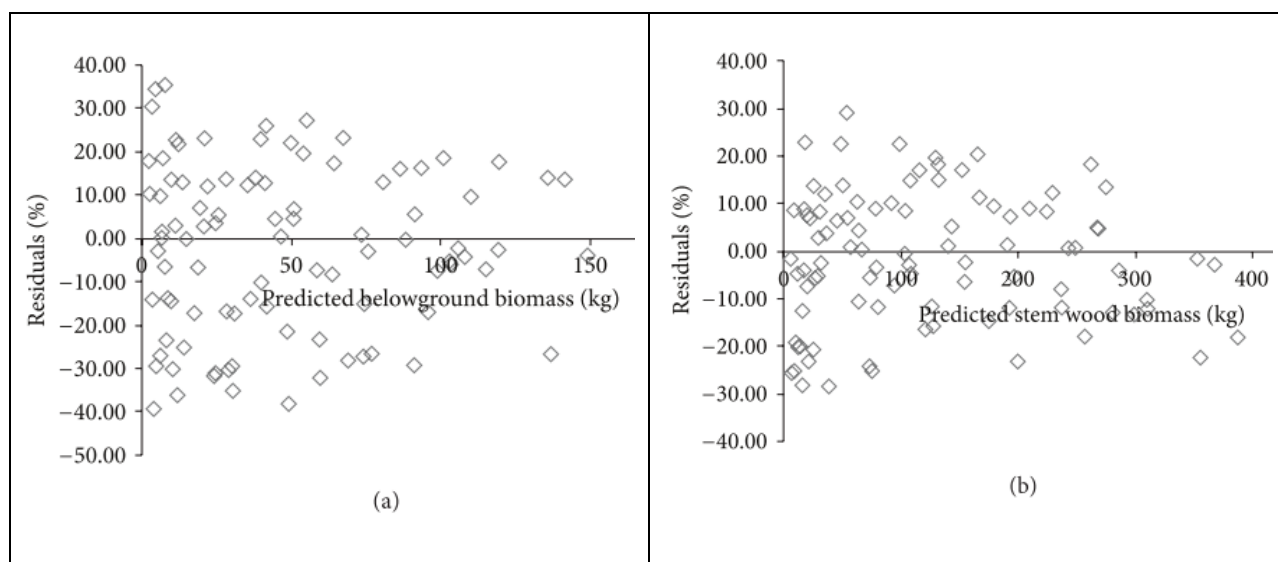 40.00
30.00
20.00
10.00
0.00
−10.00
−20.00
−30.00
−40.00
−50.00
Residuals (%)
0 50 100 150
Predicted belowground biomass (kg)
(a)
40.00
30.00
20.00
10.00
0.00
−10.00
−20.00
−30.00
−40.00
Residuals (%)
0 100 200 300 400
Predicted stem wood biomass (kg)
(b)